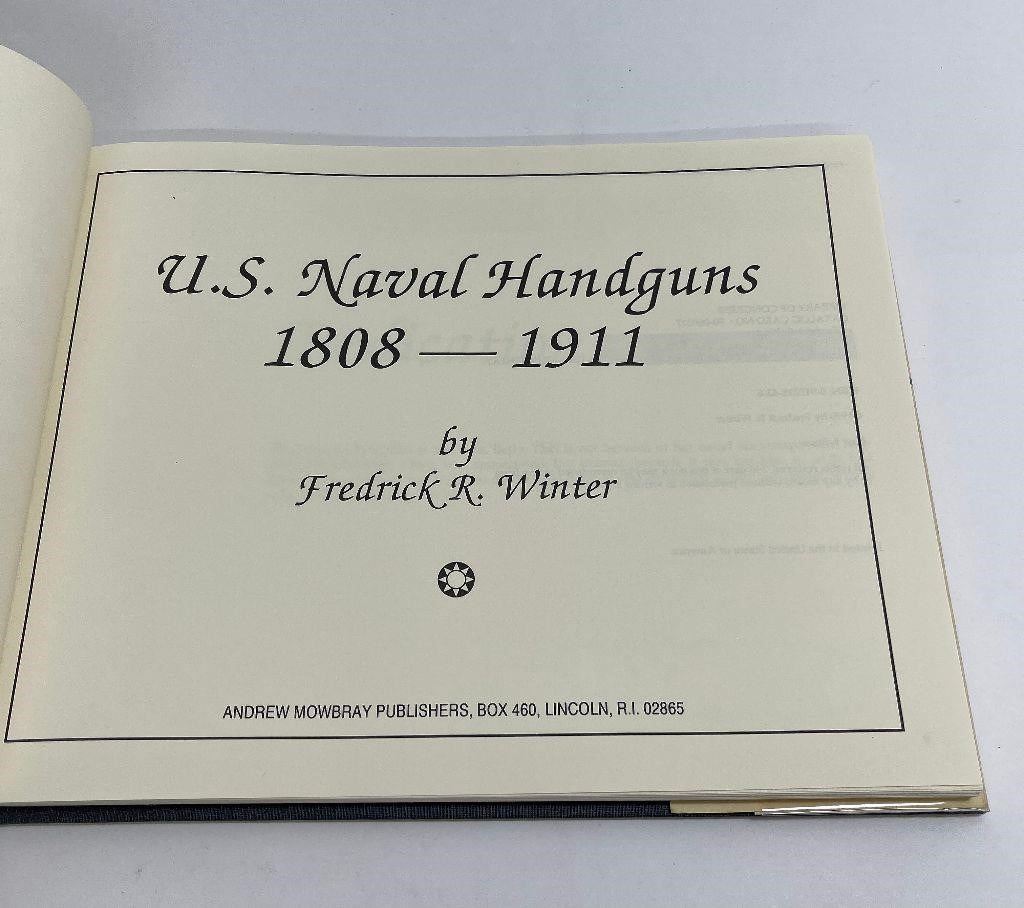 U.S. Naval Handguns
1808 — 1911
by
Fredrick R. Winter
ANDREW MOWBRAY PUBLISHERS, BOX 460, LINCOLN, R.I. 02865